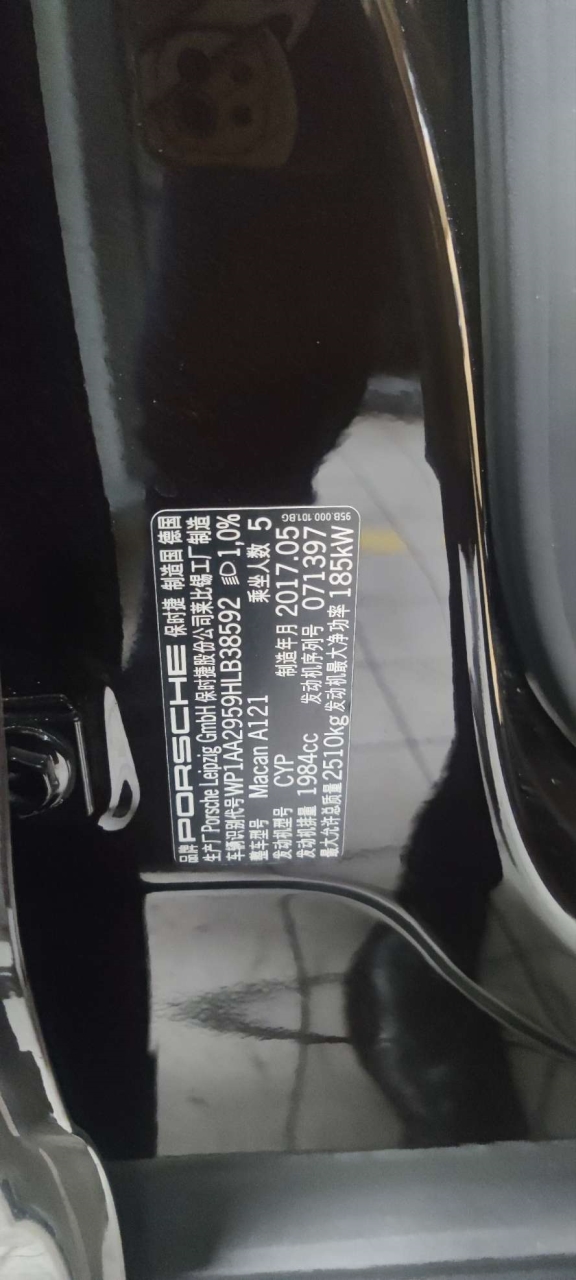 品牌 PORSCHE 保时捷 制造国 德国
生产厂 Porsche Leipzig GmbH 保时捷股份公司莱比锡工厂制造
车辆识别代号 WP1AA2959HLB38592 1,0%
整车型号 Macan A121 乘坐人数 5
发动机型号 CYP 制造年月 2017.05
发动机排量 1984cc 发动机序列号 071397
最大允许总质量 2510kg 发动机最大净功率 185kW
95B.000.101.BG